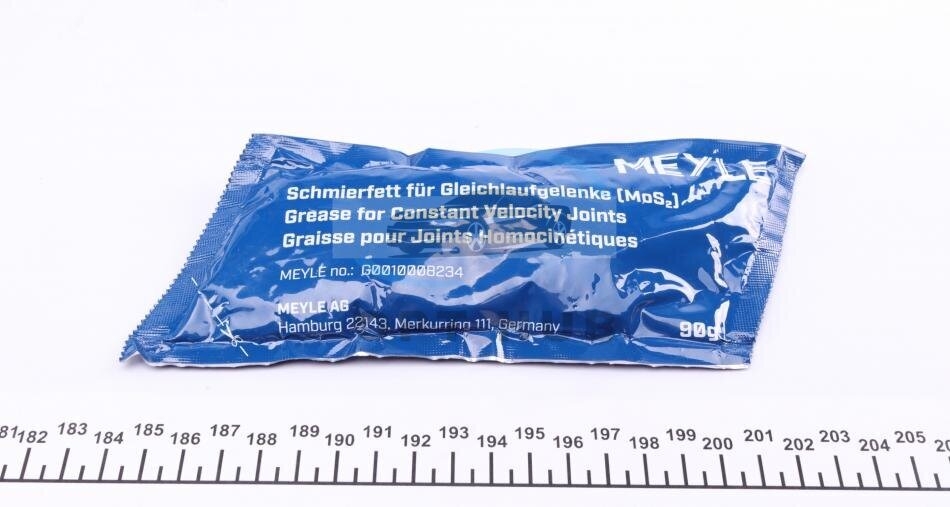 MEYLE
Schmierfett für Gleichlaufgelenke (MoS₂)
Grease for Constant Velocity Joints
Graisse pour Joints Homocinétiques
MEYLE no.: G0010008234
MEYLE AG
Hamburg 22143, Merkurring 111, Germany
90g
182 183 184 185 186 187 188 189 190 191 192 193 194 195 196 197 198 199 200 201 202 203 204 205